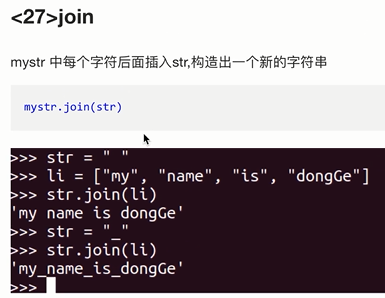 <27>join
mystr 中每个字符后面插入str,构造出一个新的字符串
mystr.join(str)
>>> str = " "
>>> li = ["my", "name", "is", "dongGe"]
>>> str.join(li)
'my name is dongGe'
>>> str = "_"
>>> str.join(li)
'my_name_is_dongGe'
>>>